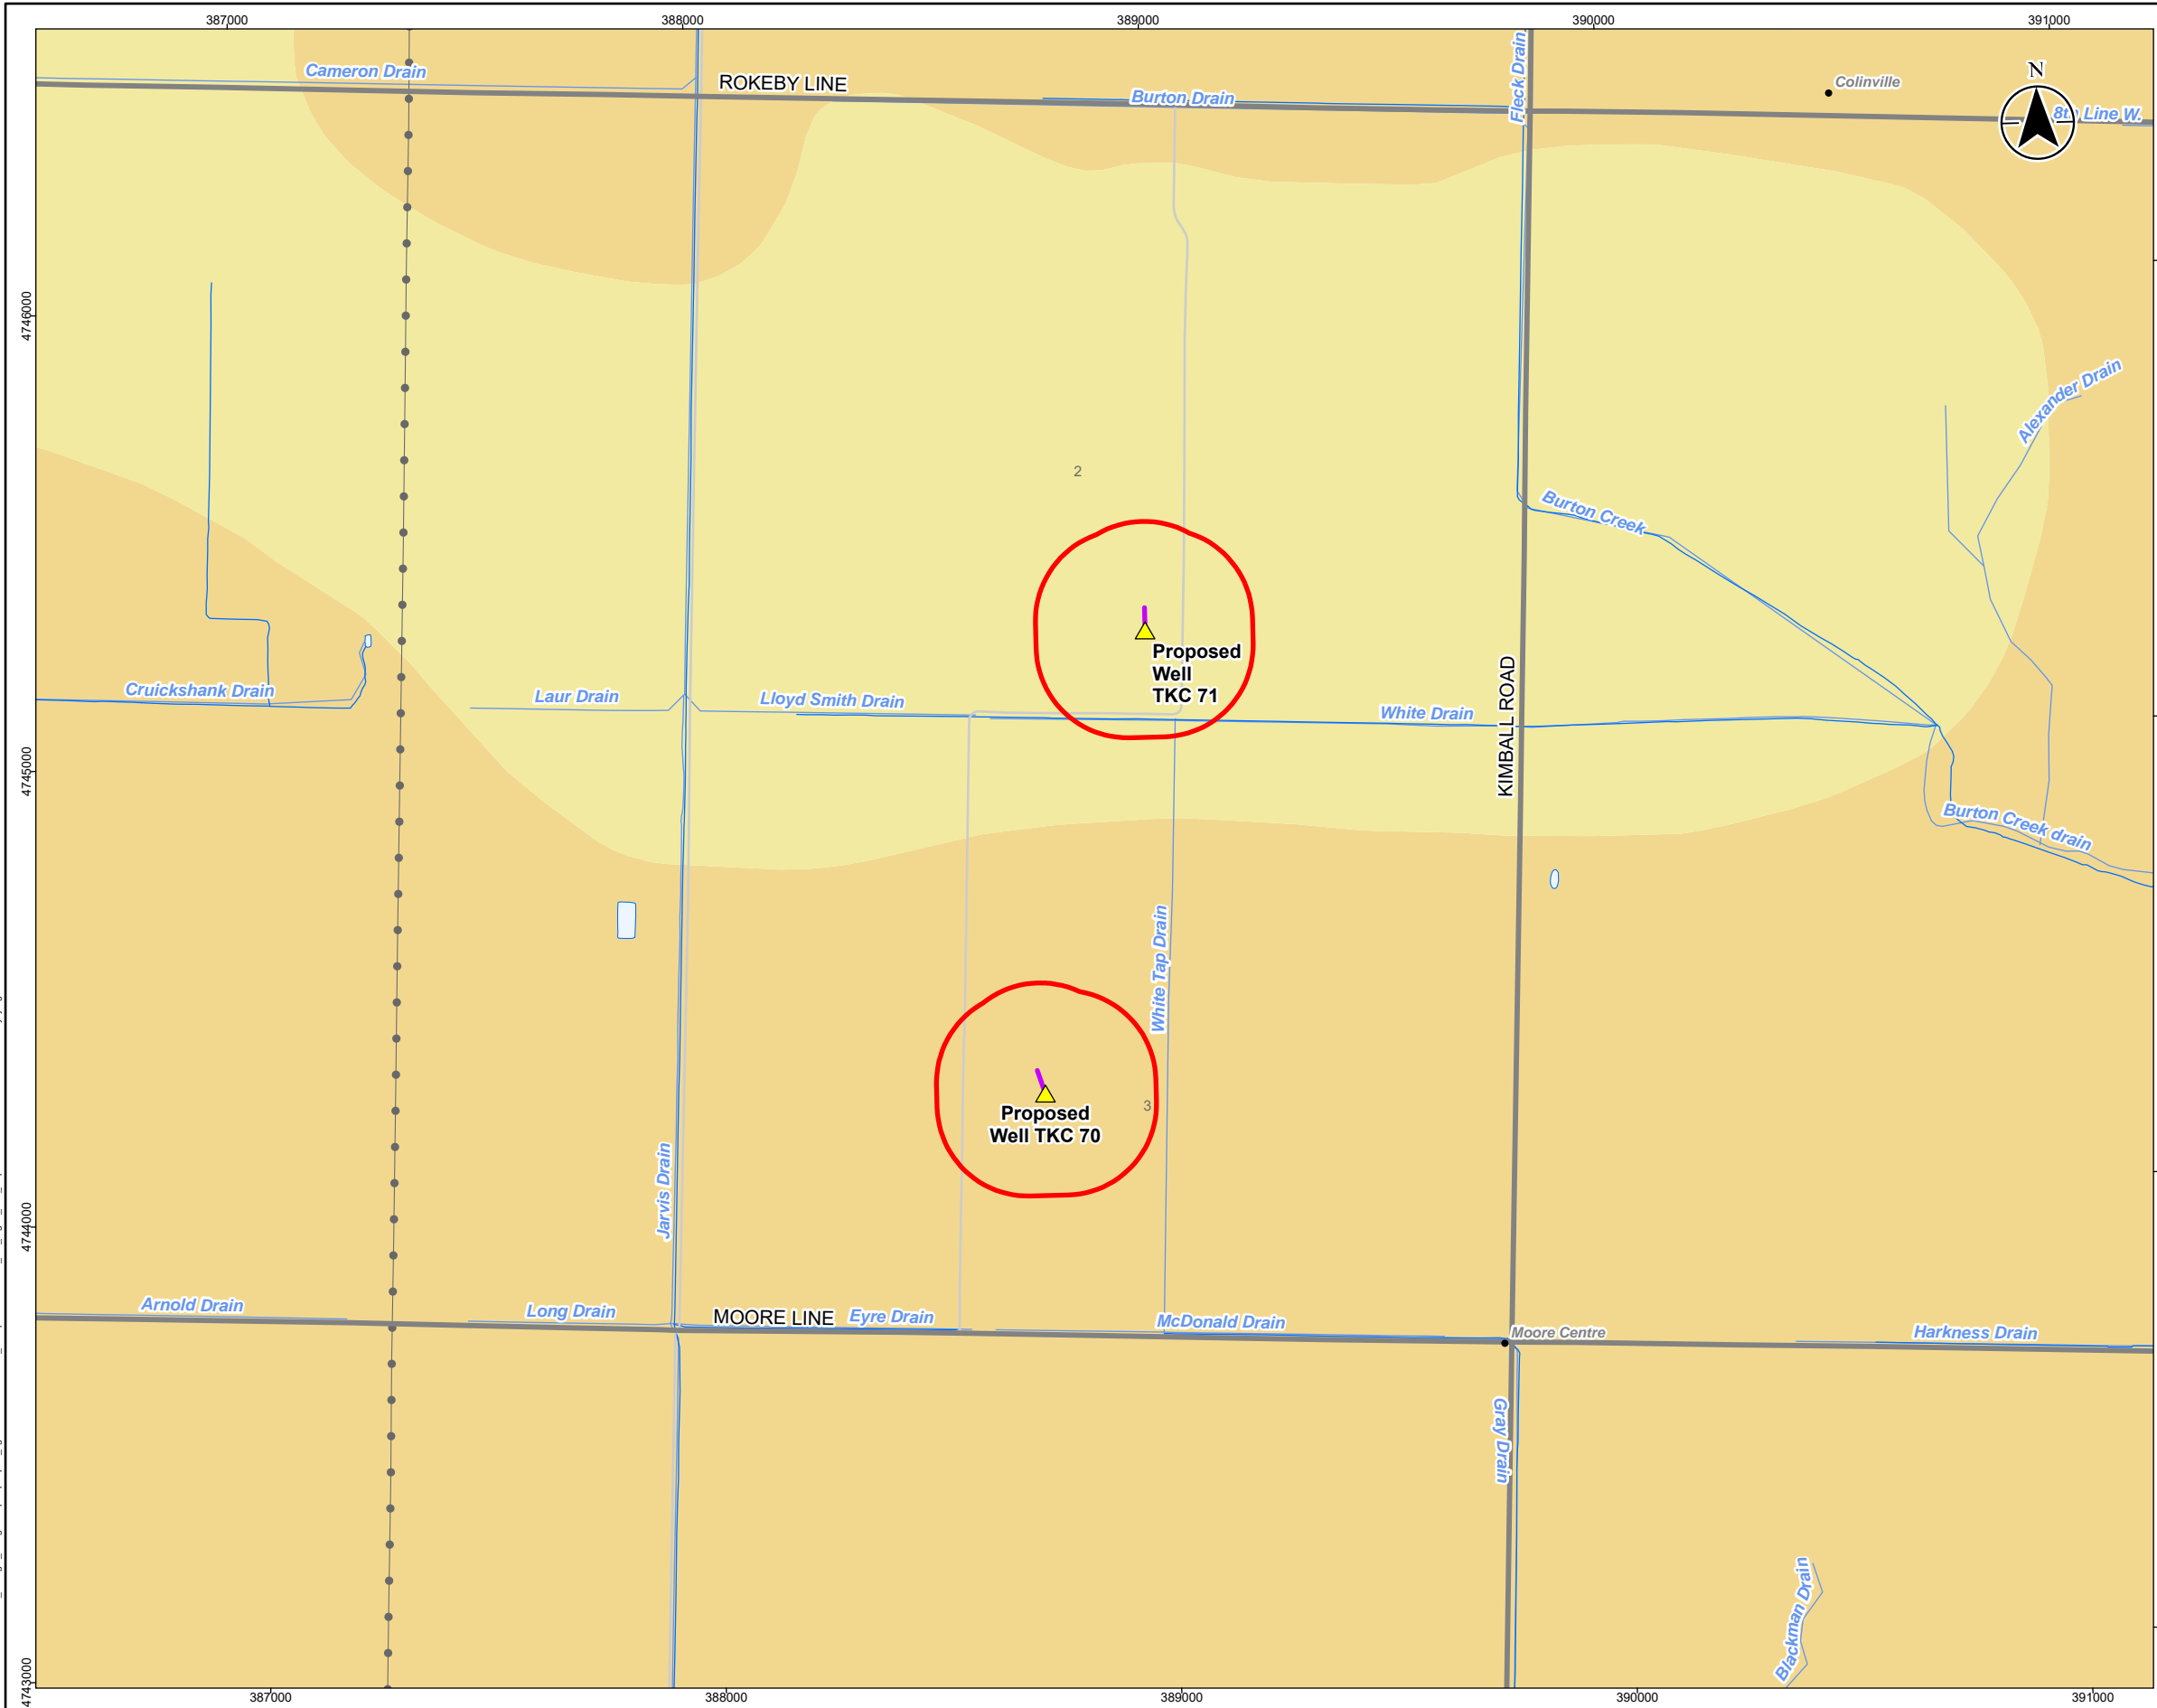 387000
388000
389000
390000
391000
Cameron Drain
ROKEBY LINE
Burton Drain
Fleck Drain
Colinville
N
8th Line W.
4746000
Alexander Drain
2
Burton Creek
Proposed
Well
TKC 71
KIMBALL ROAD
Cruickshank Drain
Laur Drain
Lloyd Smith Drain
White Drain
4745000
Burton Creek drain
White Tap Drain
3
Proposed
Well TKC 70
Jarvis Drain
4744000
Arnold Drain
Long Drain
MOORE LINE
Eyre Drain
McDonald Drain
Moore Centre
Harkness Drain
Gray Drain
Blackman Drain
4743000
387000
388000
389000
390000
391000